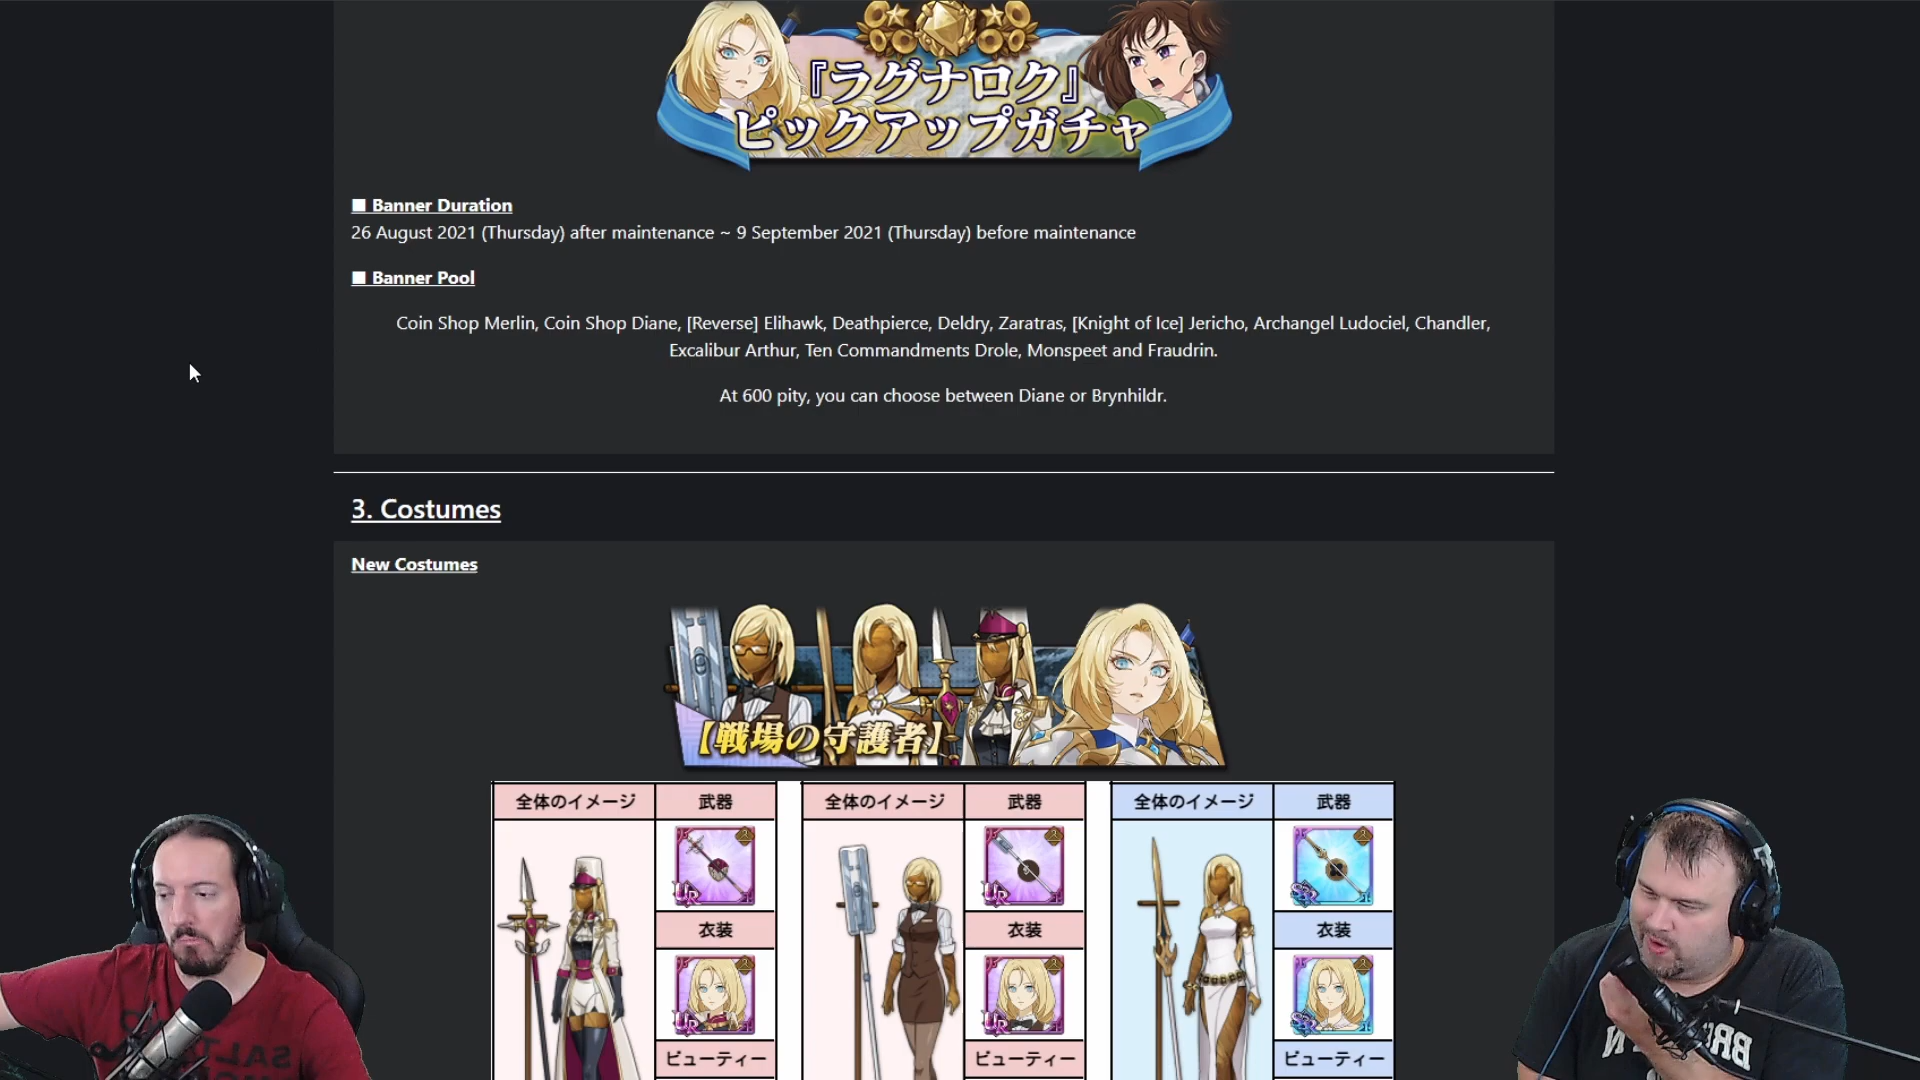 『ラグナロク』
ピックアップガチャ
■ Banner Duration
26 August 2021 (Thursday) after maintenance ~ 9 September 2021 (Thursday) before maintenance
■ Banner Pool
Coin Shop Merlin, Coin Shop Diane, [Reverse] Elihawk, Deathpierce, Deldry, Zaratras, [Knight of Ice] Jericho, Archangel Ludociel, Chandler,
Excalibur Arthur, Ten Commandments Drole, Monspeet and Fraudrin.
At 600 pity, you can choose between Diane or Brynhildr.
3. Costumes
New Costumes
【戦場の守護者】
全体のイメージ 武器 全体のイメージ 武器 全体のイメージ 武器
UR UR SR
衣装 衣装 衣装
UR UR SR
ビューティー ビューティー ビューティー